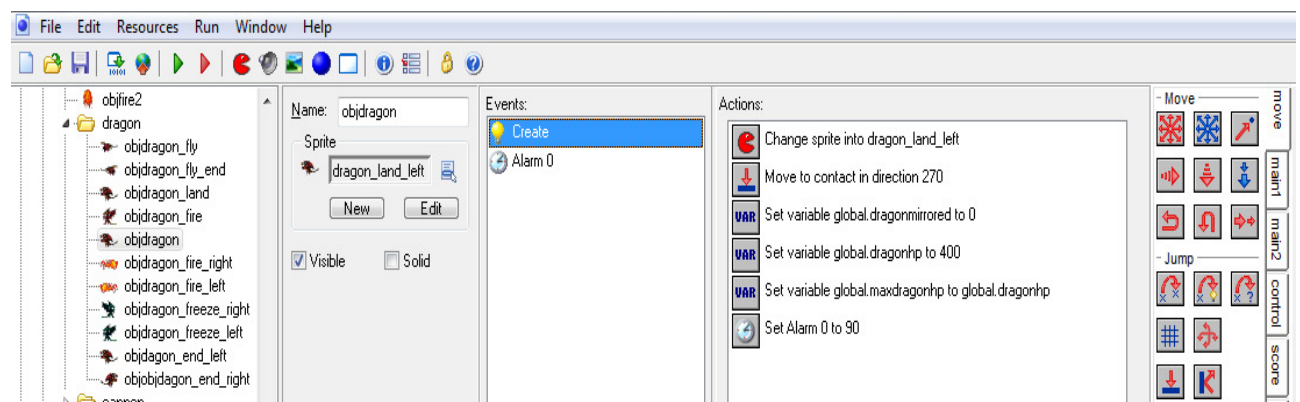 File Edit Resources Run Window Help
objfire2
dragon
objdragon_fly
objdragon_fly_end
objdragon_land
objdragon_fire
objdragon
objdragon_fire_right
objdragon_fire_left
objdragon_freeze_right
objdragon_freeze_left
objdagon_end_left
objobjdagon_end_right
Name: objdragon
Sprite
dragon_land_left
New Edit
Visible Solid
Events:
Create
Alarm 0
Actions:
Change sprite into dragon_land_left
Move to contact in direction 270
VAR Set variable global.dragonmirrored to 0
VAR Set variable global.dragonhp to 400
VAR Set variable global.maxdragonhp to global.dragonhp
Set Alarm 0 to 90
Move
Jump
move
main1
main2
control
score